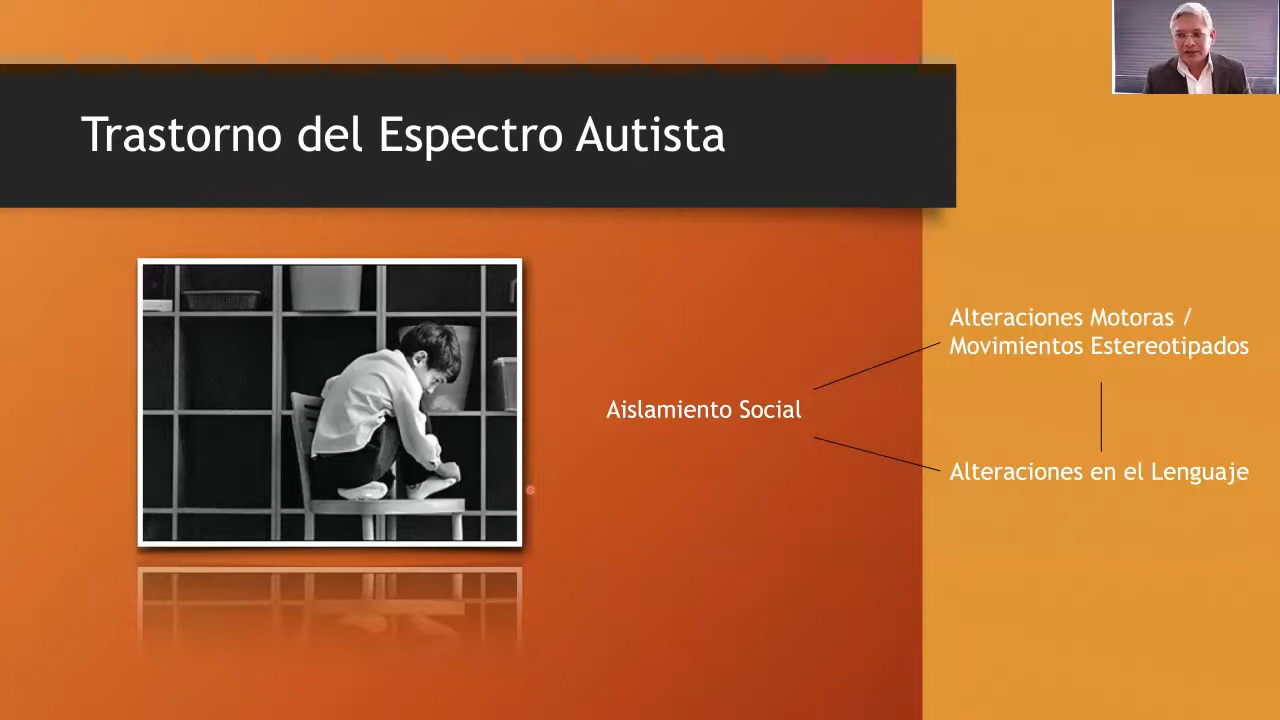 Trastorno del Espectro Autista
Aislamiento Social
Alteraciones Motoras /
Movimientos Estereotipados
Alteraciones en el Lenguaje